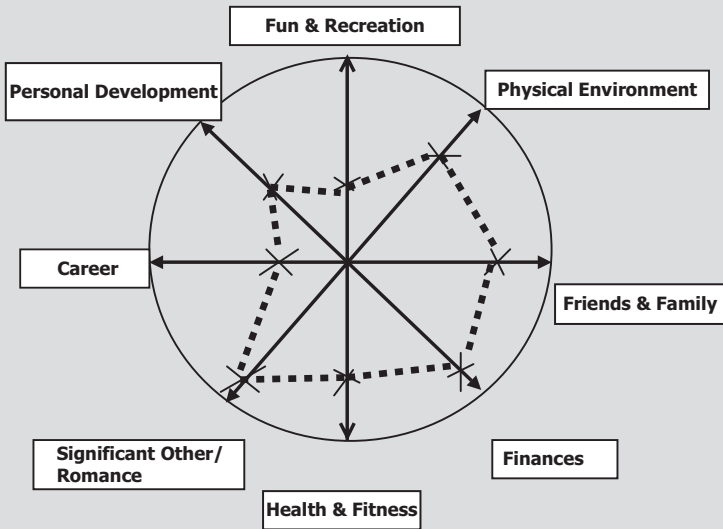 Fun & Recreation
Personal Development
Physical Environment
Career
Friends & Family
Significant Other/
Romance
Finances
Health & Fitness